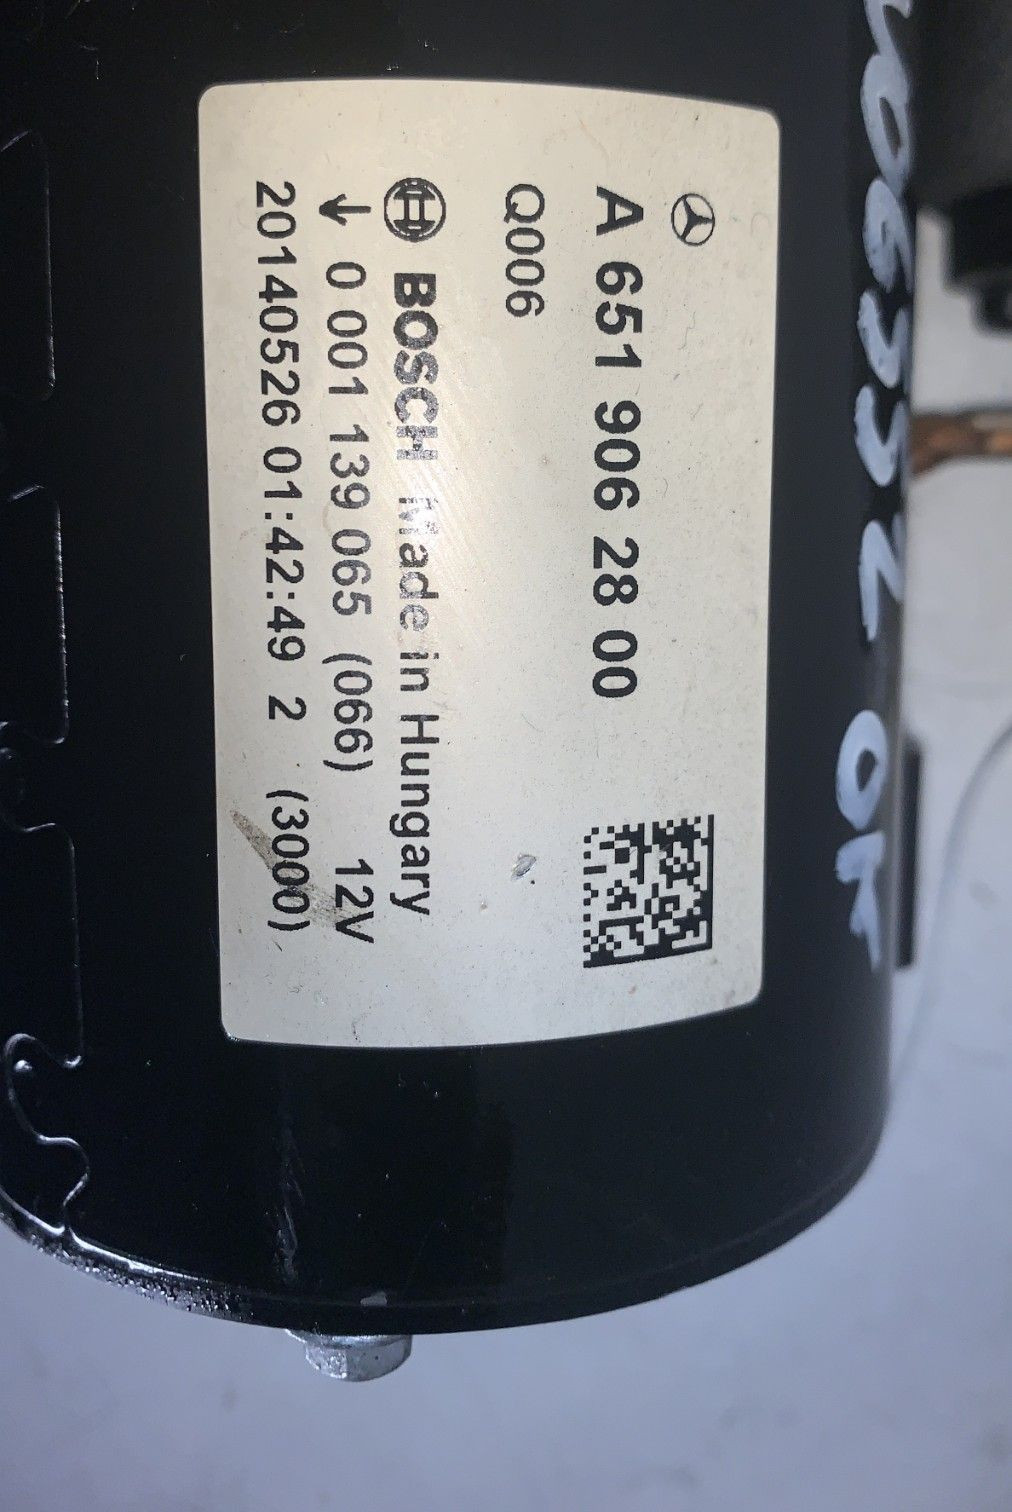 A 651 906 28 00
Q006
BOSCH Made in Hungary
0 001 139 065 (066) 12V
20140526 01:42:49 2 (3000)